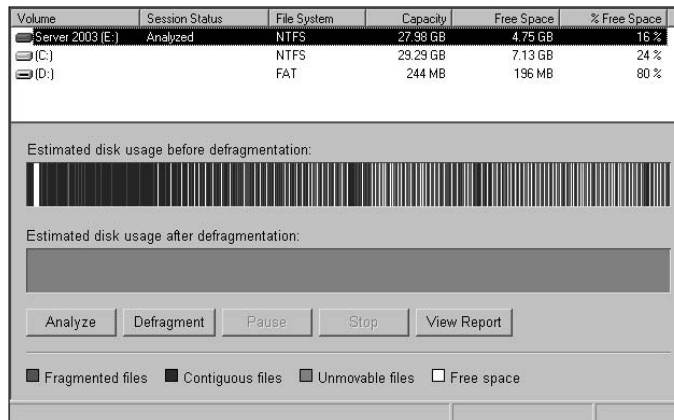 Volume Session Status File System Capacity Free Space % Free Space
Server 2003 (E:) Analyzed NTFS 27.98 GB 4.75 GB 16 %
(C:) NTFS 29.29 GB 7.13 GB 24 %
(D:) FAT 244 MB 196 MB 80 %
Estimated disk usage before defragmentation:
Estimated disk usage after defragmentation:
Analyze Defragment Pause Stop View Report
Fragmented files Contiguous files Unmovable files Free space